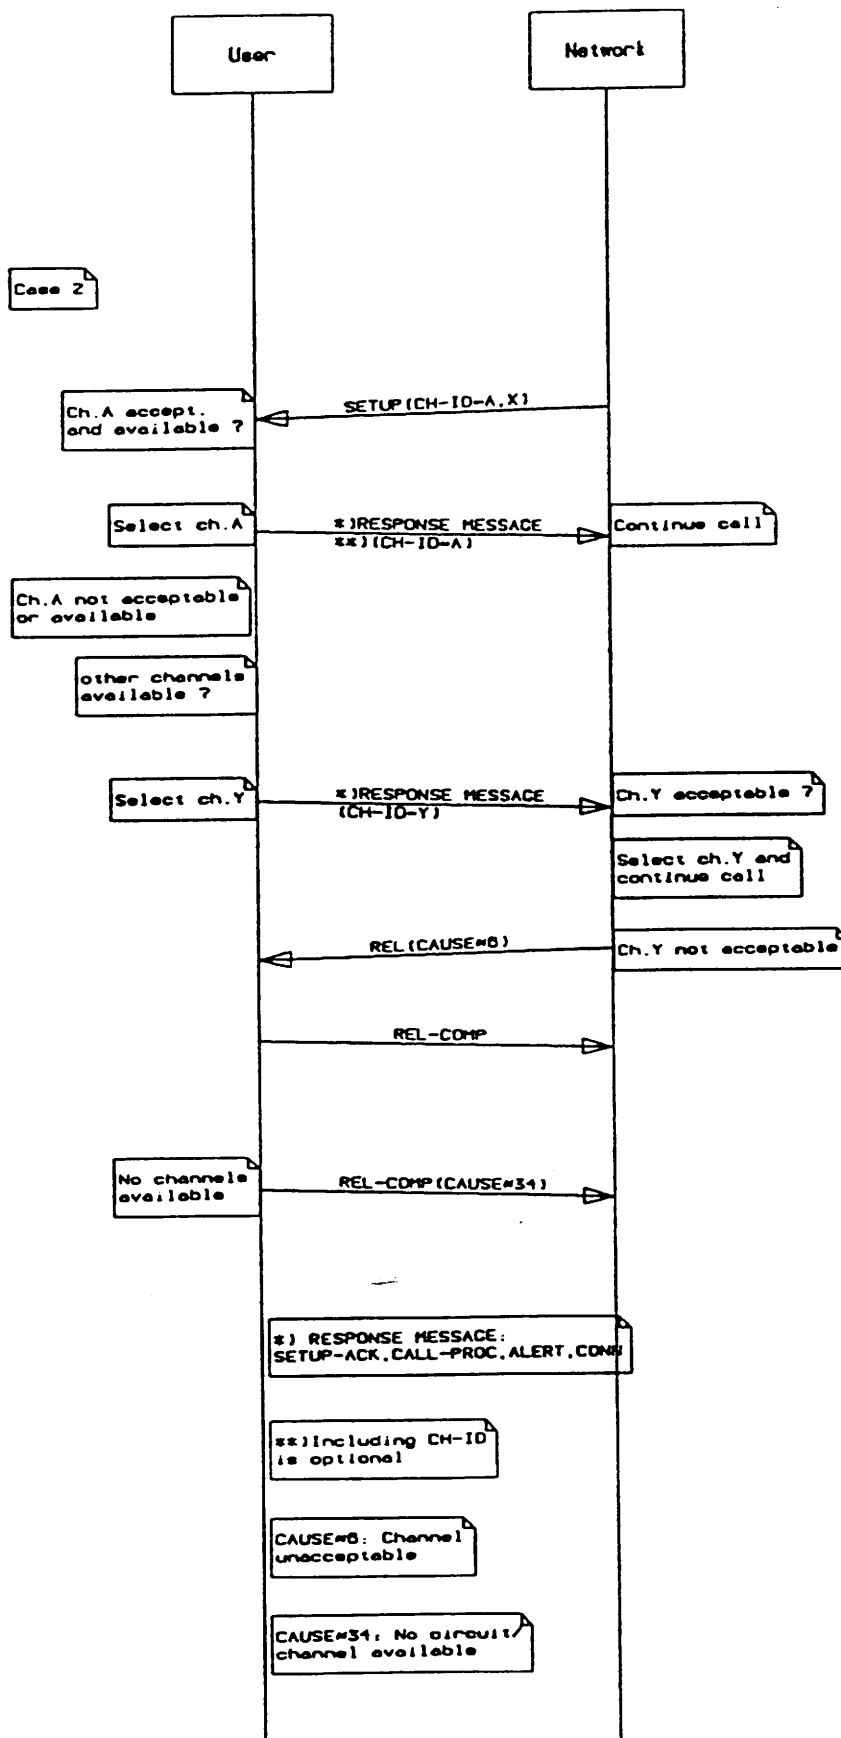 User
Network
Case 2
Ch.A accept.
and available ?
SETUP(CH-ID-A,X)
Select ch.A
*)RESPONSE MESSAGE
**)(CH-ID-A)
Continue call
Ch.A not acceptable
or available
other channels
available ?
Select ch.Y
*)RESPONSE MESSAGE
(CH-ID-Y)
Ch.Y acceptable ?
Select ch.Y and
continue call
REL(CAUSE#6)
Ch.Y not acceptable
REL-COMP
No channels
available
REL-COMP(CAUSE#34)
*) RESPONSE MESSAGE:
SETUP-ACK,CALL-PROC,ALERT,CONN
**)Including CH-ID
is optional
CAUSE#6: Channel
unacceptable
CAUSE#34: No circuit/
channel available